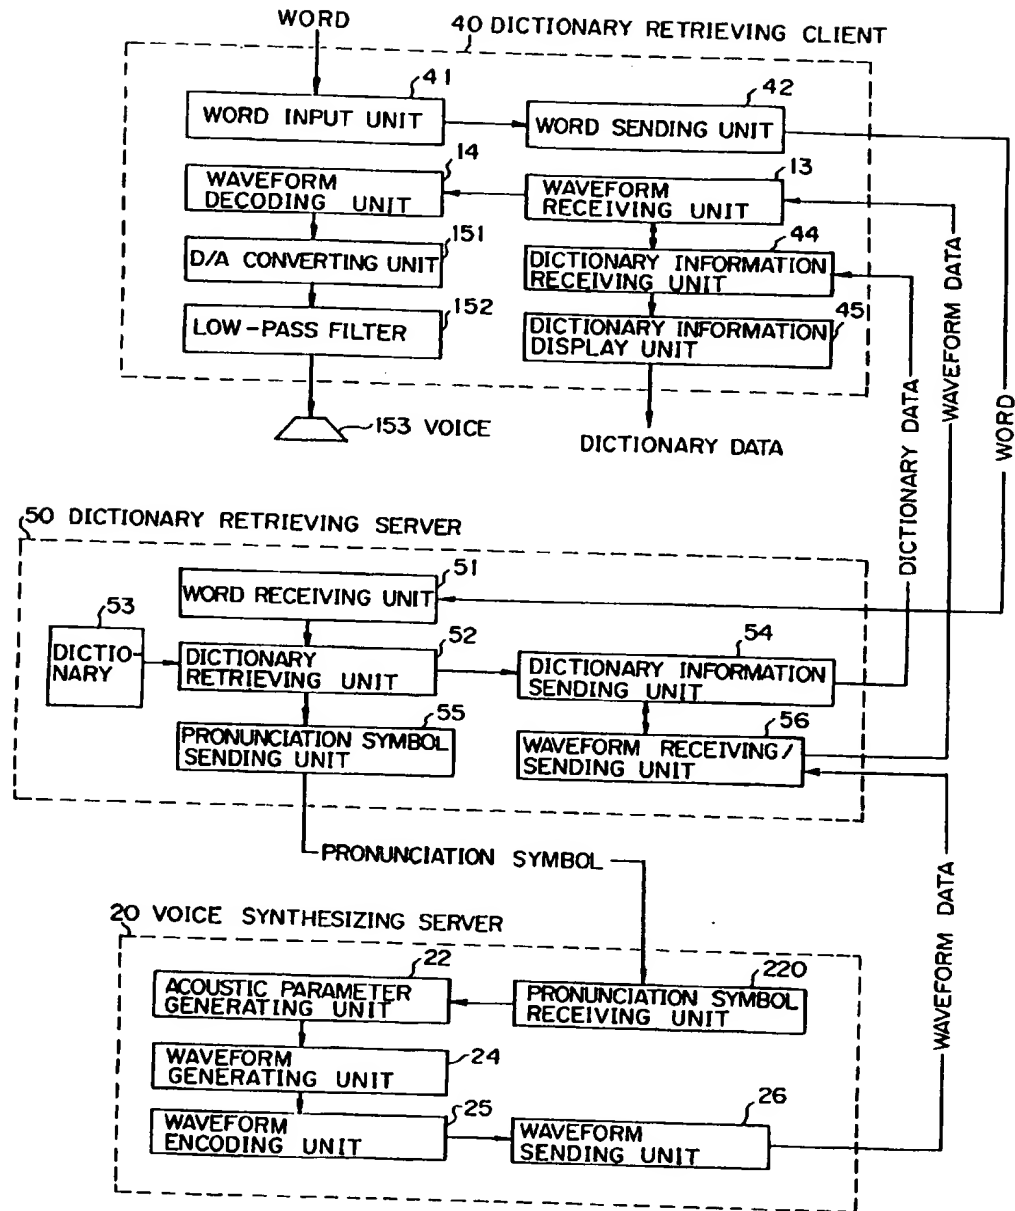 WORD
40 DICTIONARY RETRIEVING CLIENT
41
WORD INPUT UNIT
42
WORD SENDING UNIT
14
WAVEFORM
DECODING UNIT
13
WAVEFORM
RECEIVING UNIT
151
D/A CONVERTING UNIT
44
DICTIONARY INFORMATION
RECEIVING UNIT
152
LOW-PASS FILTER
45
DICTIONARY INFORMATION
DISPLAY UNIT
153 VOICE
DICTIONARY DATA
DICTIONARY DATA
WAVEFORM DATA
WORD
50 DICTIONARY RETRIEVING SERVER
51
WORD RECEIVING UNIT
53
DICTIO-
NARY
52
DICTIONARY
RETRIEVING UNIT
54
DICTIONARY INFORMATION
SENDING UNIT
55
PRONUNCIATION SYMBOL
SENDING UNIT
56
WAVEFORM RECEIVING/
SENDING UNIT
PRONUNCIATION SYMBOL
WAVEFORM DATA
20 VOICE SYNTHESIZING SERVER
22
ACOUSTIC PARAMETER
GENERATING UNIT
220
PRONUNCIATION SYMBOL
RECEIVING UNIT
24
WAVEFORM
GENERATING UNIT
25
WAVEFORM
ENCODING UNIT
26
WAVEFORM
SENDING UNIT